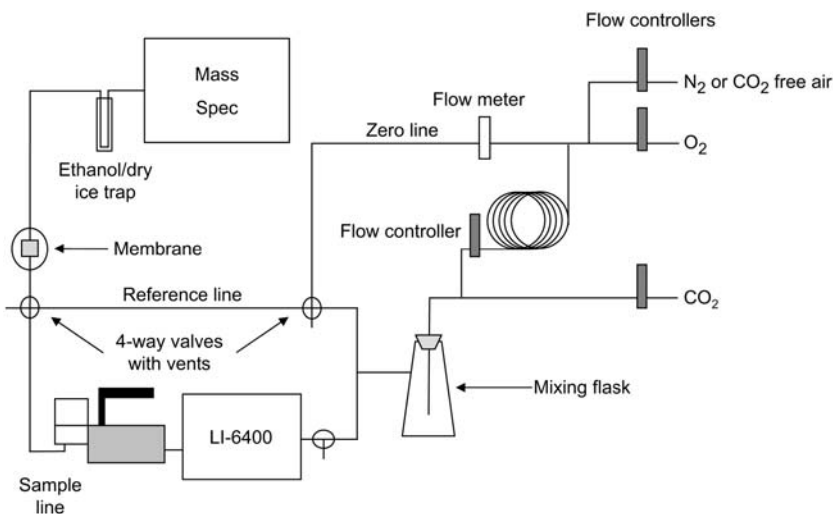 Flow controllers
Mass
Spec
N₂ or CO₂ free air
Flow meter
Zero line
O₂
Ethanol/dry
ice trap
Flow controller
Membrane
Reference line
CO₂
4-way valves
with vents
Mixing flask
LI-6400
Sample
line